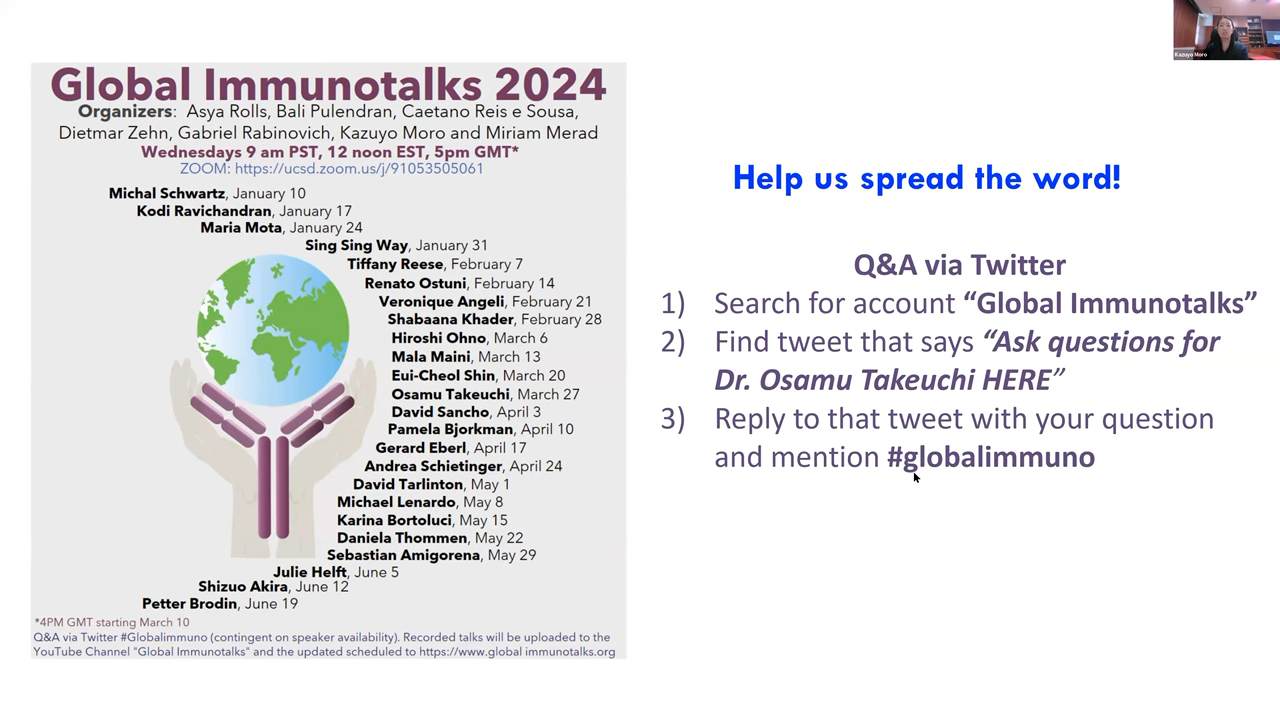 Kazuyo Moro
Global Immunotalks 2024
Organizers: Asya Rolls, Bali Pulendran, Caetano Reis e Sousa,
Dietmar Zehn, Gabriel Rabinovich, Kazuyo Moro and Miriam Merad
Wednesdays 9 am PST, 12 noon EST, 5pm GMT*
ZOOM: https://ucsd.zoom.us/j/91053505061
Michal Schwartz, January 10
Kodi Ravichandran, January 17
Maria Mota, January 24
Sing Sing Way, January 31
Tiffany Reese, February 7
Renato Ostuni, February 14
Veronique Angeli, February 21
Shabaana Khader, February 28
Hiroshi Ohno, March 6
Mala Maini, March 13
Eui-Cheol Shin, March 20
Osamu Takeuchi, March 27
David Sancho, April 3
Pamela Bjorkman, April 10
Gerard Eberl, April 17
Andrea Schietinger, April 24
David Tarlinton, May 1
Michael Lenardo, May 8
Karina Bortoluci, May 15
Daniela Thommen, May 22
Sebastian Amigorena, May 29
Julie Helft, June 5
Shizuo Akira, June 12
Petter Brodin, June 19
*4PM GMT starting March 10
Q&A via Twitter #Globalimmuno (contingent on speaker availability). Recorded talks will be uploaded to the
YouTube Channel "Global Immunotalks" and the updated scheduled to https://www.global immunotalks.org
Help us spread the word!
Q&A via Twitter
1) Search for account “Global Immunotalks”
2) Find tweet that says “Ask questions for
Dr. Osamu Takeuchi HERE”
3) Reply to that tweet with your question
and mention #globalimmuno